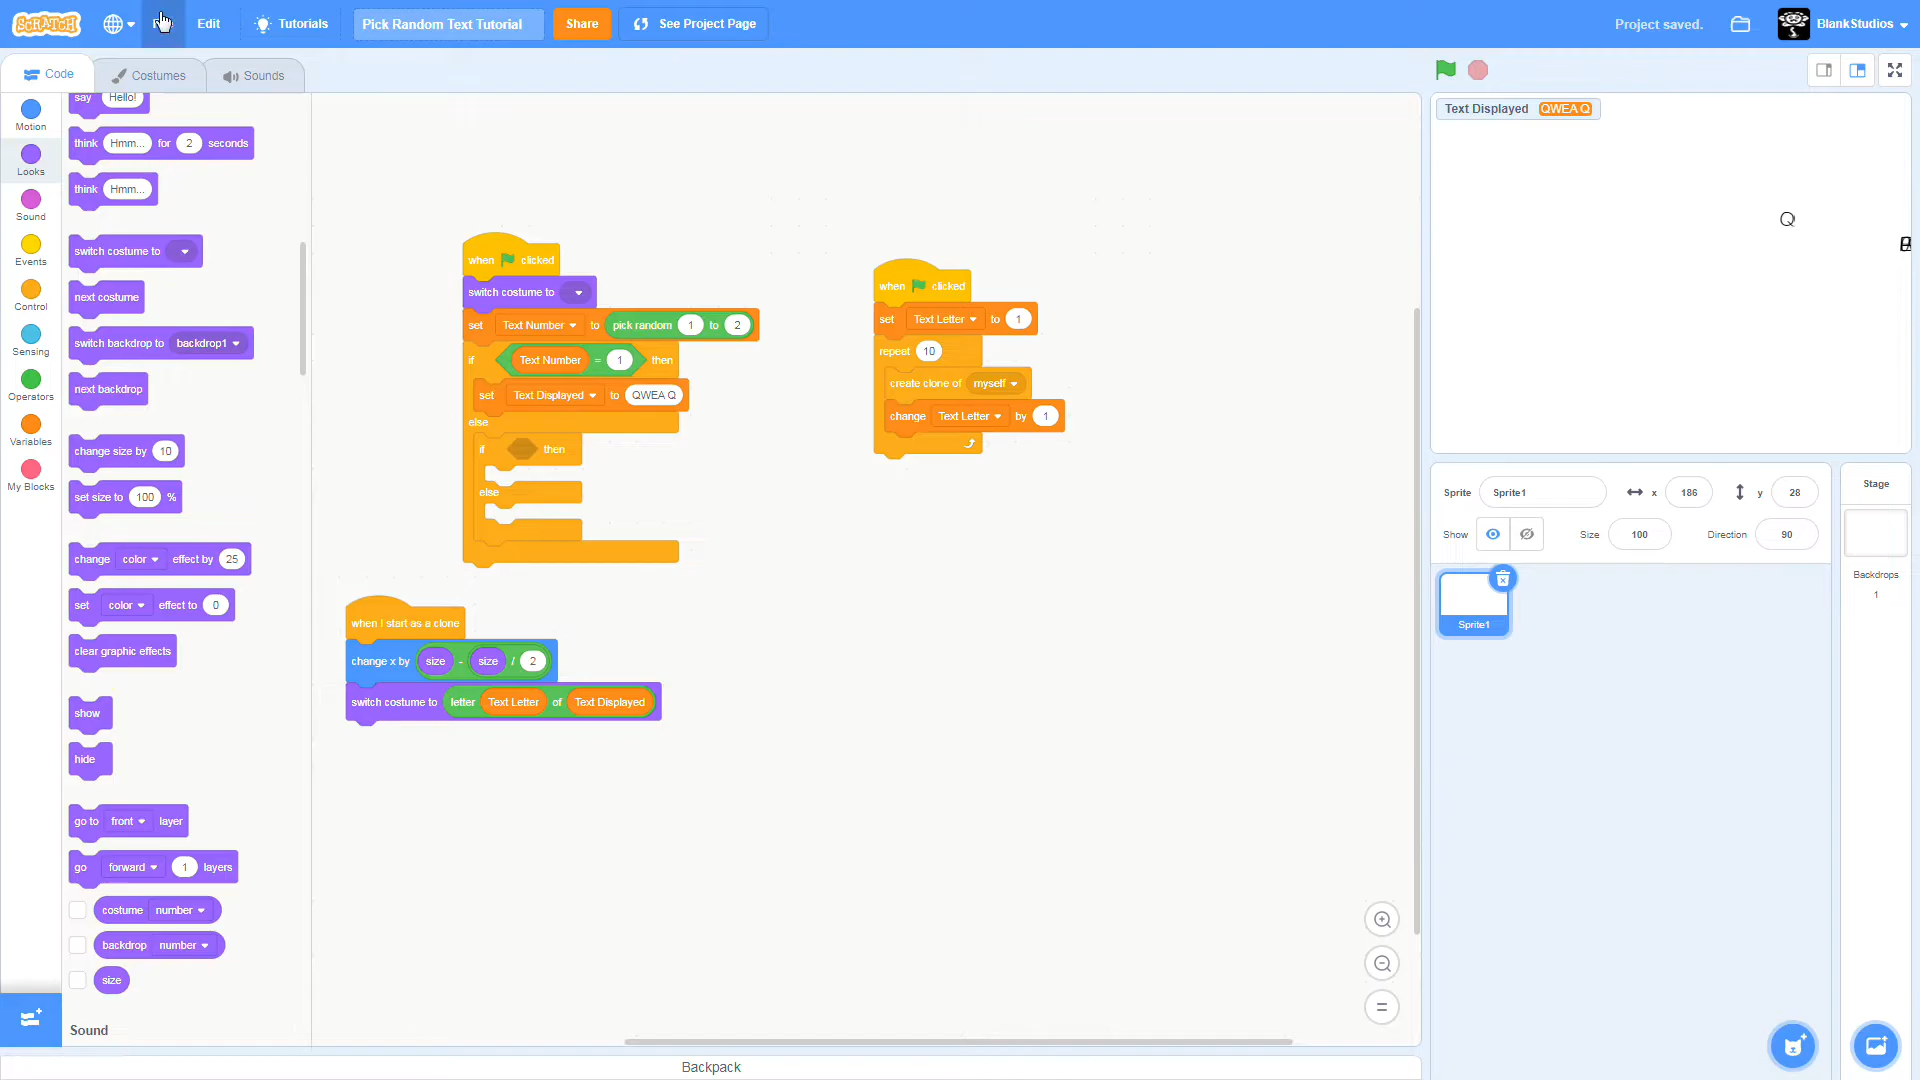 SCRATCH
Edit
Tutorials
Pick Random Text Tutorial
Share
See Project Page
Project saved.
BlankStudios
Code
Costumes
Sounds
Motion
Looks
Sound
Events
Control
Sensing
Operators
Variables
My Blocks
say Hello!
think Hmm... for 2 seconds
think Hmm...
switch costume to
next costume
switch backdrop to backdrop1
next backdrop
change size by 10
set size to 100 %
change color effect by 25
set color effect to 0
clear graphic effects
show
hide
go to front layer
go forward 1 layers
costume number
backdrop number
size
Sound
when clicked
switch costume to
set Text Number to pick random 1 to 2
if Text Number = 1 then
set Text Displayed to QWEA Q
else
if then
else
when I start as a clone
change x by size - size / 2
switch costume to letter Text Letter of Text Displayed
when clicked
set Text Letter to 1
repeat 10
create clone of myself
change Text Letter by 1
Text Displayed QWEA Q
Q
Sprite Sprite1 x 186 y 28
Show Size 100 Direction 90
Sprite1
Stage
Backdrops
1
Backpack